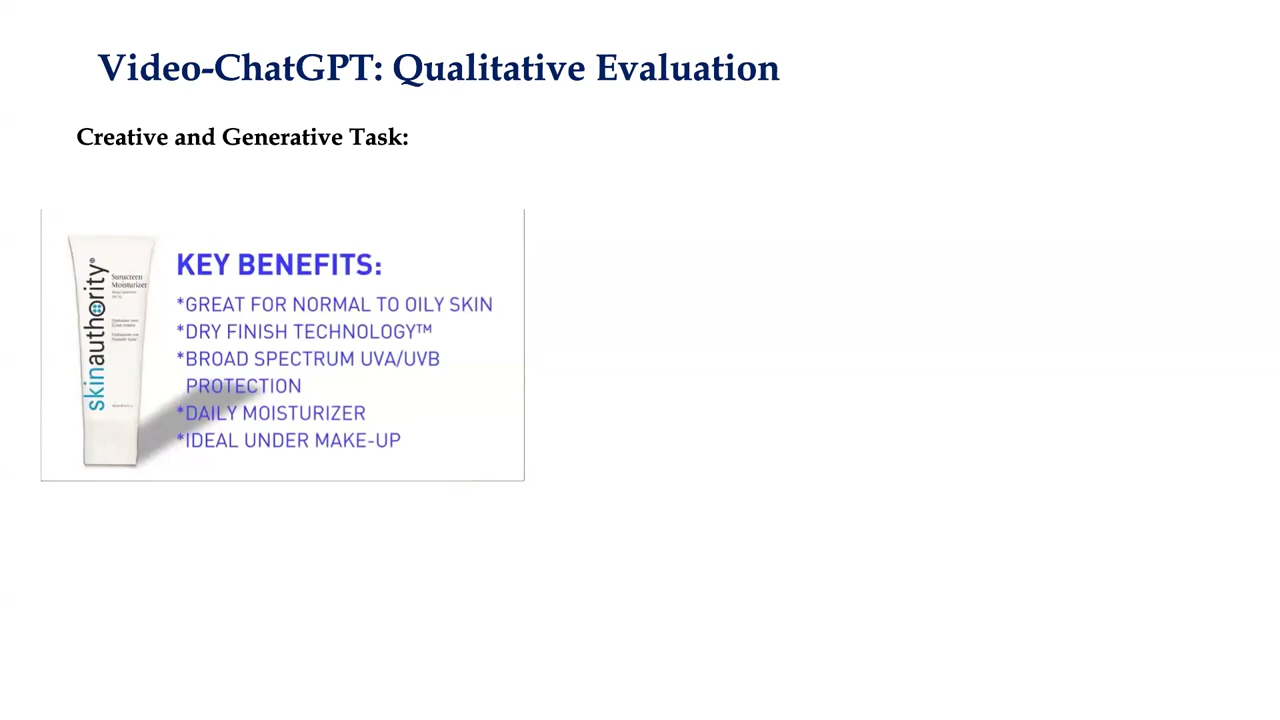 Video-ChatGPT: Qualitative Evaluation
Creative and Generative Task:
skinauthority®
Sunscreen
Moisturizer
KEY BENEFITS:
*GREAT FOR NORMAL TO OILY SKIN
*DRY FINISH TECHNOLOGY™
*BROAD SPECTRUM UVA/UVB
PROTECTION
*DAILY MOISTURIZER
*IDEAL UNDER MAKE-UP